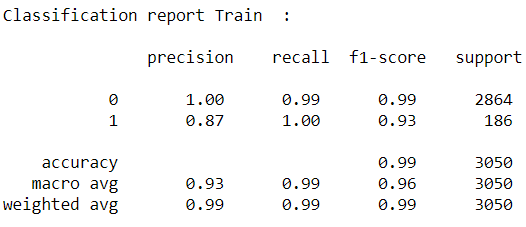 Classification report Train  :
precision recall f1-score support
0 1.00 0.99 0.99 2864
1 0.87 1.00 0.93 186
accuracy 0.99 3050
macro avg 0.93 0.99 0.96 3050
weighted avg 0.99 0.99 0.99 3050